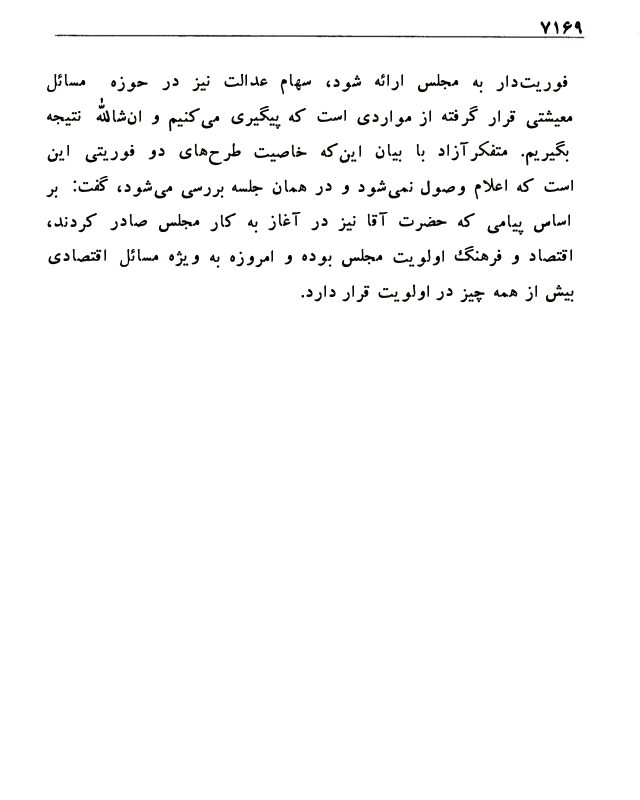 ۷۱۶۹
فوریت‌دار به مجلس ارائه شود، سهام عدالت نیز در حوزه مسائل
معیشتی قرار گرفته از مواردی است که پیگیری می‌کنیم و ان‌شاالله نتیجه
بگیریم. متفکرآزاد با بیان این‌که خاصیت طرح‌های دو فوریتی این
است که اعلام وصول نمی‌شود و در همان جلسه بررسی می‌شود، گفت: بر
اساس پیامی که حضرت آقا نیز در آغاز به کار مجلس صادر کردند،
اقتصاد و فرهنگ اولویت مجلس بوده و امروزه به ویژه مسائل اقتصادی
بیش از همه چیز در اولویت قرار دارد.